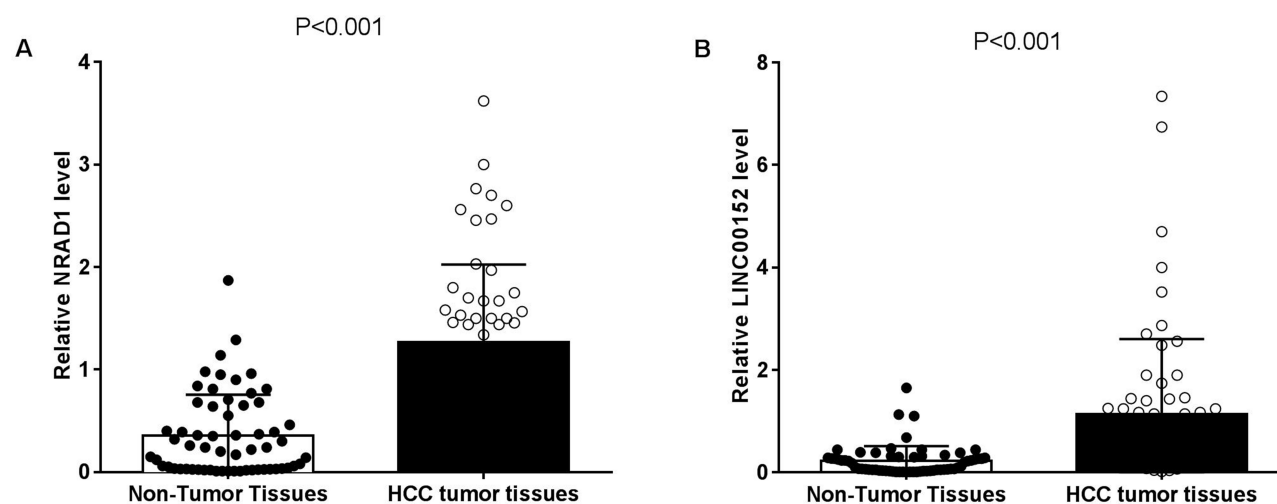 P<0.001
A
Relative NRAD1 level
4
3
2
1
0
Non-Tumor Tissues
HCC tumor tissues
P<0.001
B
Relative LINC00152 level
8
6
4
2
0
Non-Tumor Tissues
HCC tumor tissues